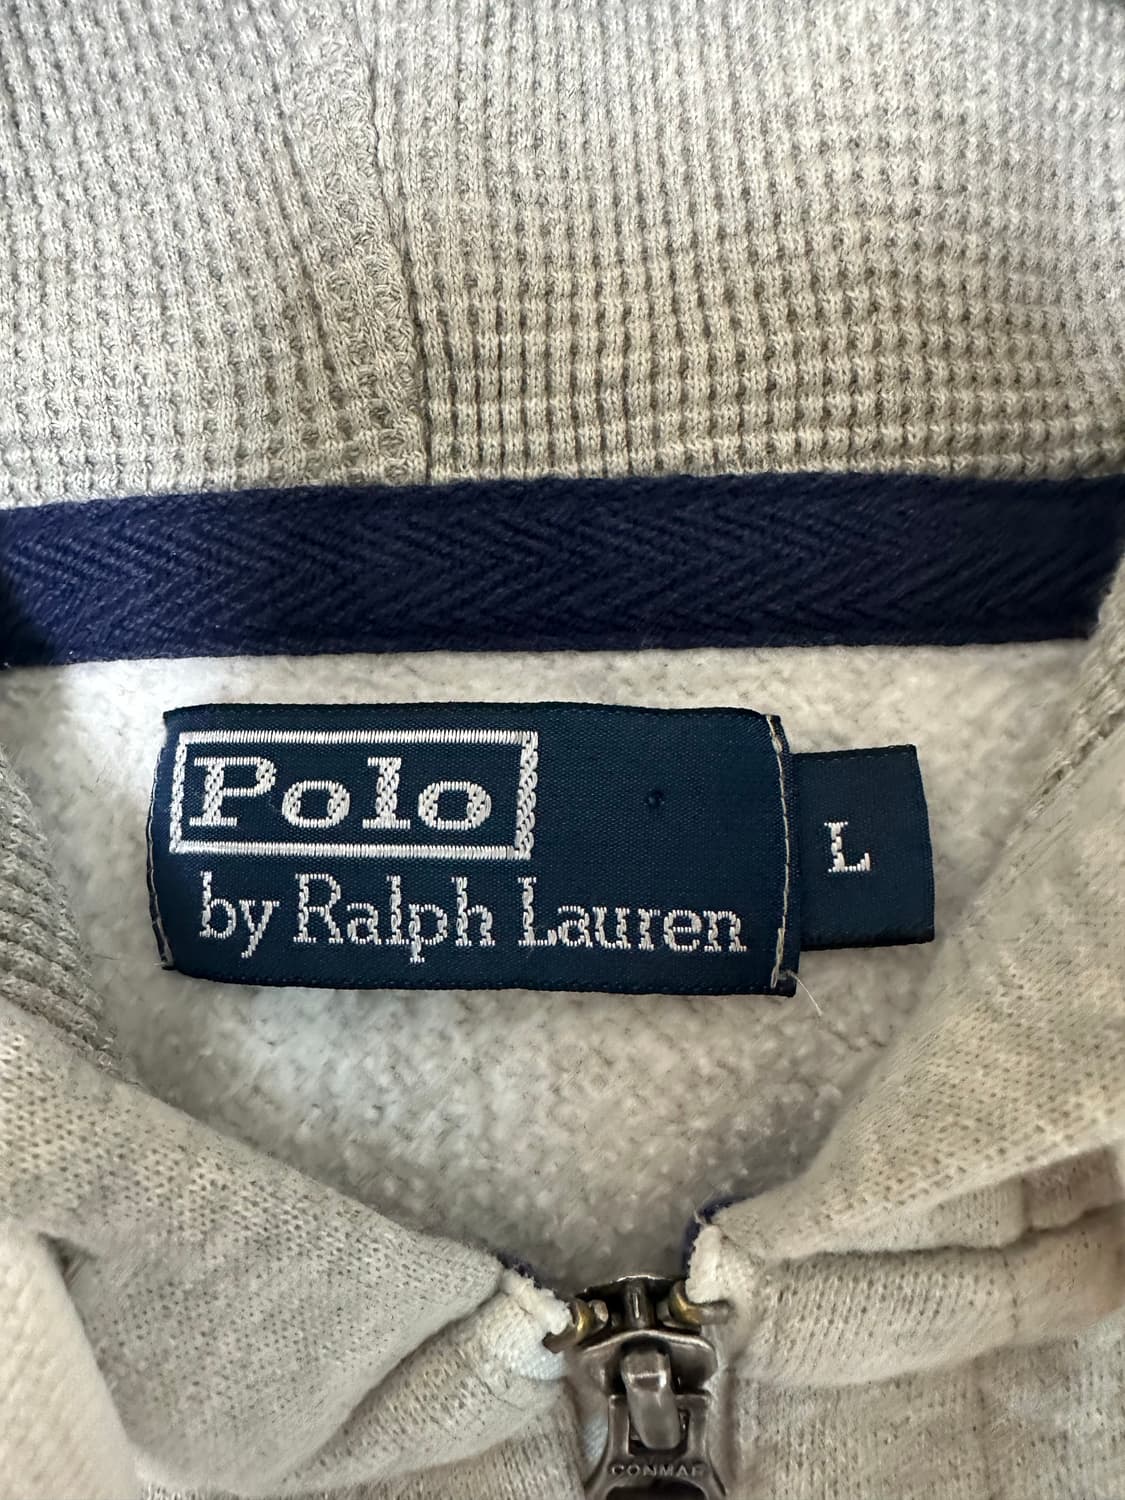 Polo
by Ralph Lauren
L
CONMAR